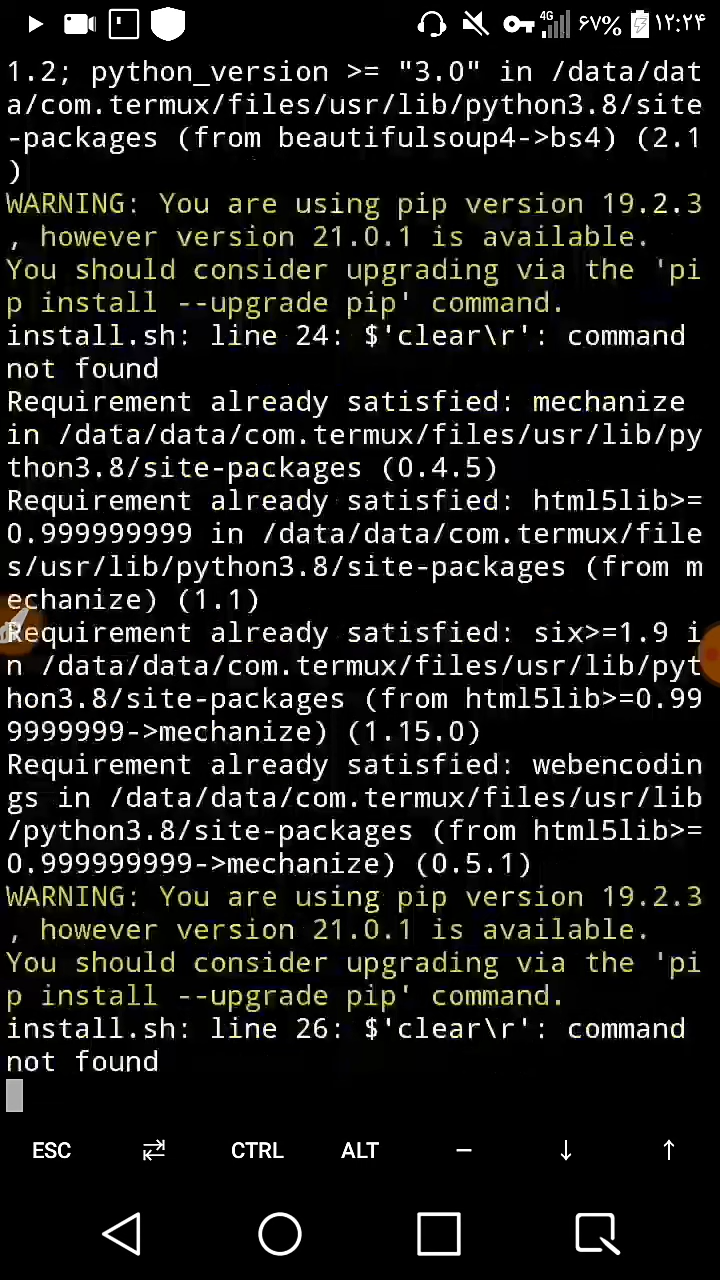 4G ۶۷% ۱۲:۲۴
1.2; python_version >= "3.0" in /data/dat
a/com.termux/files/usr/lib/python3.8/site
-packages (from beautifulsoup4->bs4) (2.1
)
WARNING: You are using pip version 19.2.3
, however version 21.0.1 is available.
You should consider upgrading via the 'pi
p install --upgrade pip' command.
install.sh: line 24: $'clear\r': command
not found
Requirement already satisfied: mechanize
in /data/data/com.termux/files/usr/lib/py
thon3.8/site-packages (0.4.5)
Requirement already satisfied: html5lib>=
0.999999999 in /data/data/com.termux/file
s/usr/lib/python3.8/site-packages (from m
echanize) (1.1)
Requirement already satisfied: six>=1.9 i
n /data/data/com.termux/files/usr/lib/pyt
hon3.8/site-packages (from html5lib>=0.99
9999999->mechanize) (1.15.0)
Requirement already satisfied: webencodin
gs in /data/data/com.termux/files/usr/lib
/python3.8/site-packages (from html5lib>=
0.999999999->mechanize) (0.5.1)
WARNING: You are using pip version 19.2.3
, however version 21.0.1 is available.
You should consider upgrading via the 'pi
p install --upgrade pip' command.
install.sh: line 26: $'clear\r': command
not found
ESC ⇄ CTRL ALT — ↓ ↑